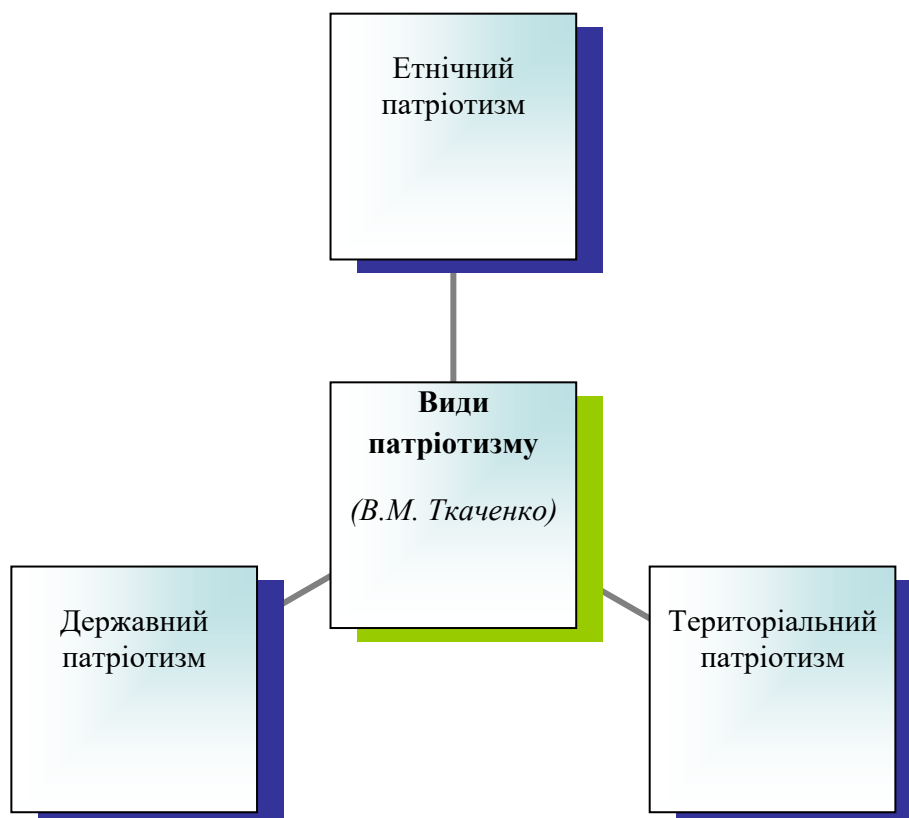 Етнічний
патріотизм
Види
патріотизму
(В.М. Ткаченко)
Державний
патріотизм
Територіальний
патріотизм